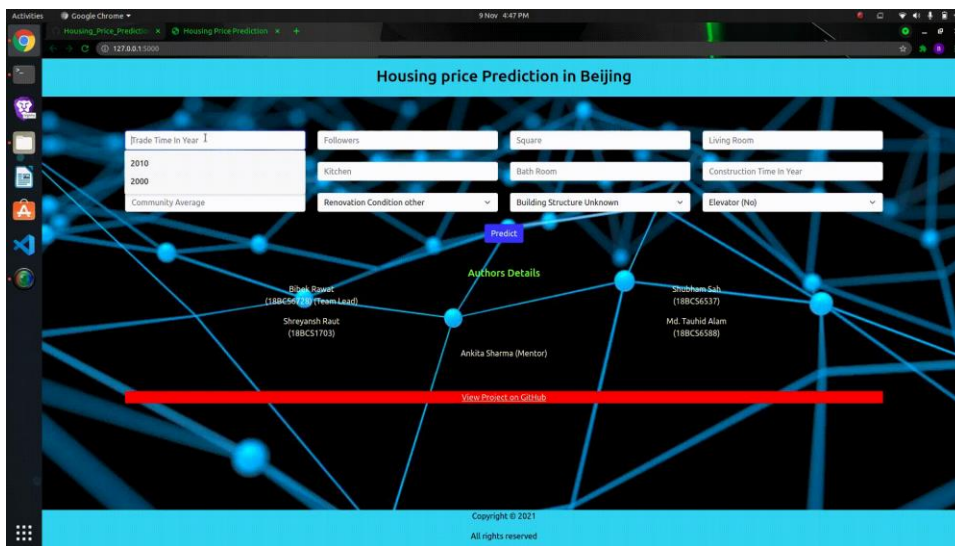 Activities Google Chrome 9 Nov 4:47 PM
Housing_Price_Predictio Housing Price Prediction
127.0.0.1:5000
Housing price Prediction in Beijing
Trade Time In Year Followers Square Living Room
2010
Kitchen Bath Room Construction Time In Year
2000
Community Average Renovation Condition other Building Structure Unknown Elevator (No)
Predict
Authors Details
Bibek Rawat Shubham Sah
(Team Lead) (18BCS6537)
Shreyansh Raut Md. Tauhid Alam
(18BCS1703) (18BCS6588)
Ankita Sharma (Mentor)
View Project on GitHub
Copyright © 2021
All rights reserved